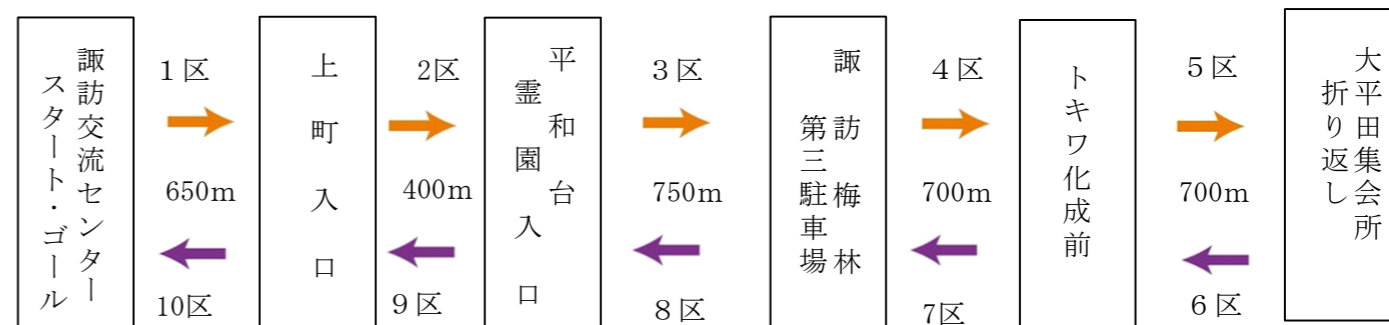 諏訪交流センター
スタート・ゴール
1区
650m
10区
上町入口
2区
400m
9区
平和台
霊園入口
3区
750m
8区
諏訪梅林
第三駐車場
4区
700m
7区
トキワ化成前
5区
700m
6区
大平田集会所
折り返し